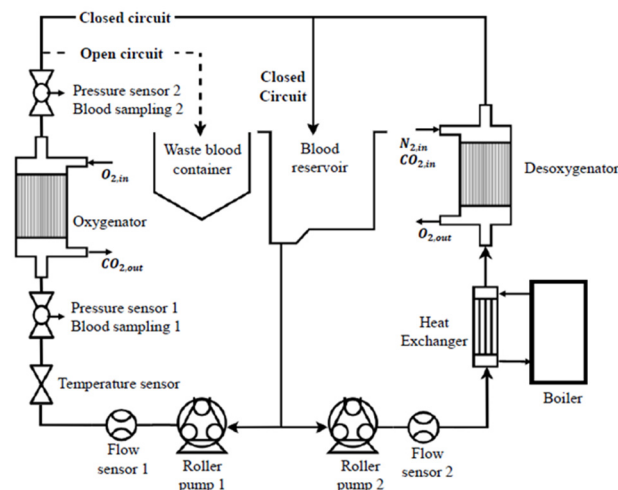 Closed circuit
Open circuit
Pressure sensor 2
Blood sampling 2
Closed
Circuit
Waste blood
container
Blood
reservoir
N2,in
CO2,in
Desoxygenator
O2,in
Oxygenator
O2,out
CO2,out
Pressure sensor 1
Blood sampling 1
Heat
Exchanger
Temperature sensor
Boiler
Flow
sensor 1
Roller
pump 1
Roller
pump 2
Flow
sensor 2